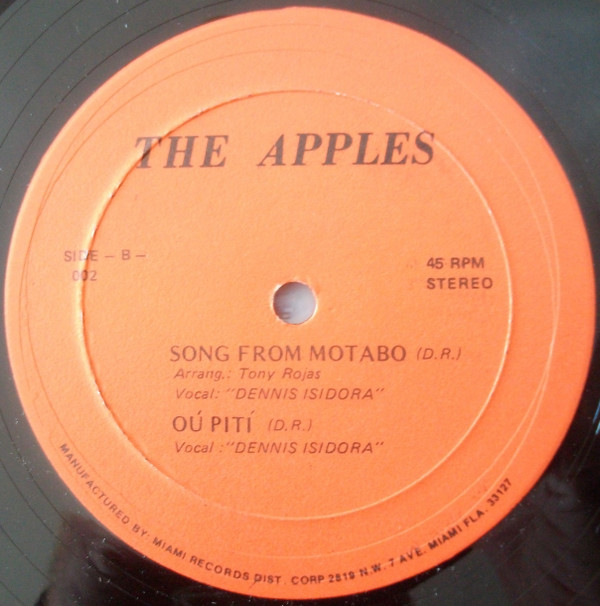 THE APPLES
SIDE - B -
002
45 RPM
STEREO
SONG FROM MOTABO (D.R.)
Arrang.: Tony Rojas
Vocal: "DENNIS ISIDORA"
OÚ PITÍ (D.R.)
Vocal :"DENNIS ISIDORA"
MANUFACTURED BY: MIAMI RECORDS DIST. CORP 2819 N.W. 7 AVE. MIAMI FLA. 33127